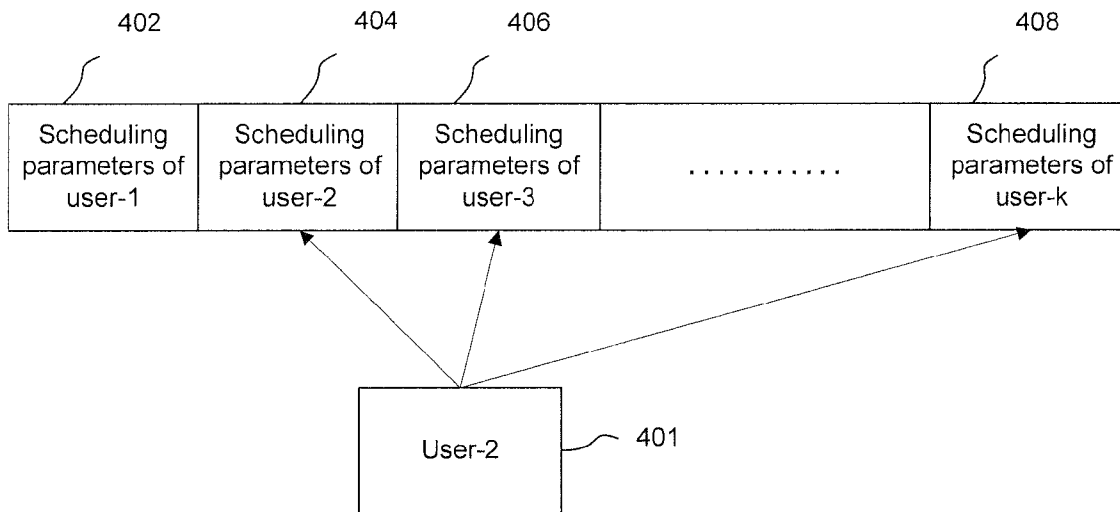 402
404
406
408
Scheduling
parameters of
user-1
Scheduling
parameters of
user-2
Scheduling
parameters of
user-3
...........
Scheduling
parameters of
user-k
User-2
401